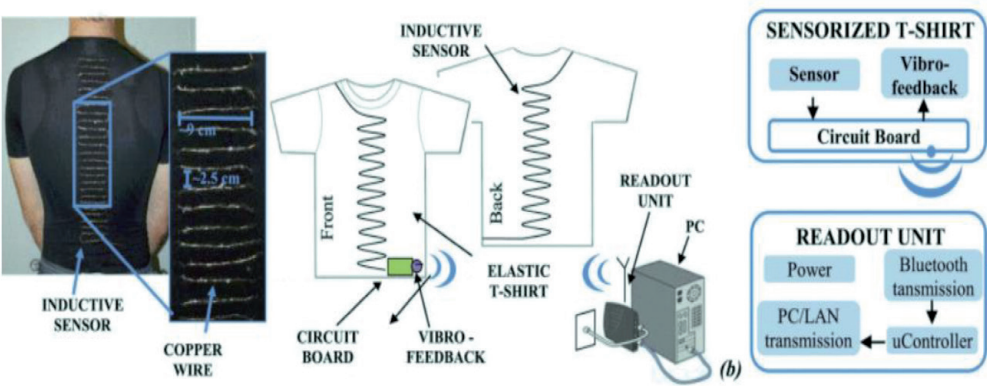 ~9 cm
~2.5 cm
INDUCTIVE
SENSOR
COPPER
WIRE
INDUCTIVE
SENSOR
Front
Back
CIRCUIT
BOARD
VIBRO -
FEEDBACK
ELASTIC
T-SHIRT
READOUT
UNIT
PC
(b)
SENSORIZED T-SHIRT
Sensor
Vibro-
feedback
Circuit Board
READOUT UNIT
Power
Bluetooth
tansmission
PC/LAN
transmission
uController